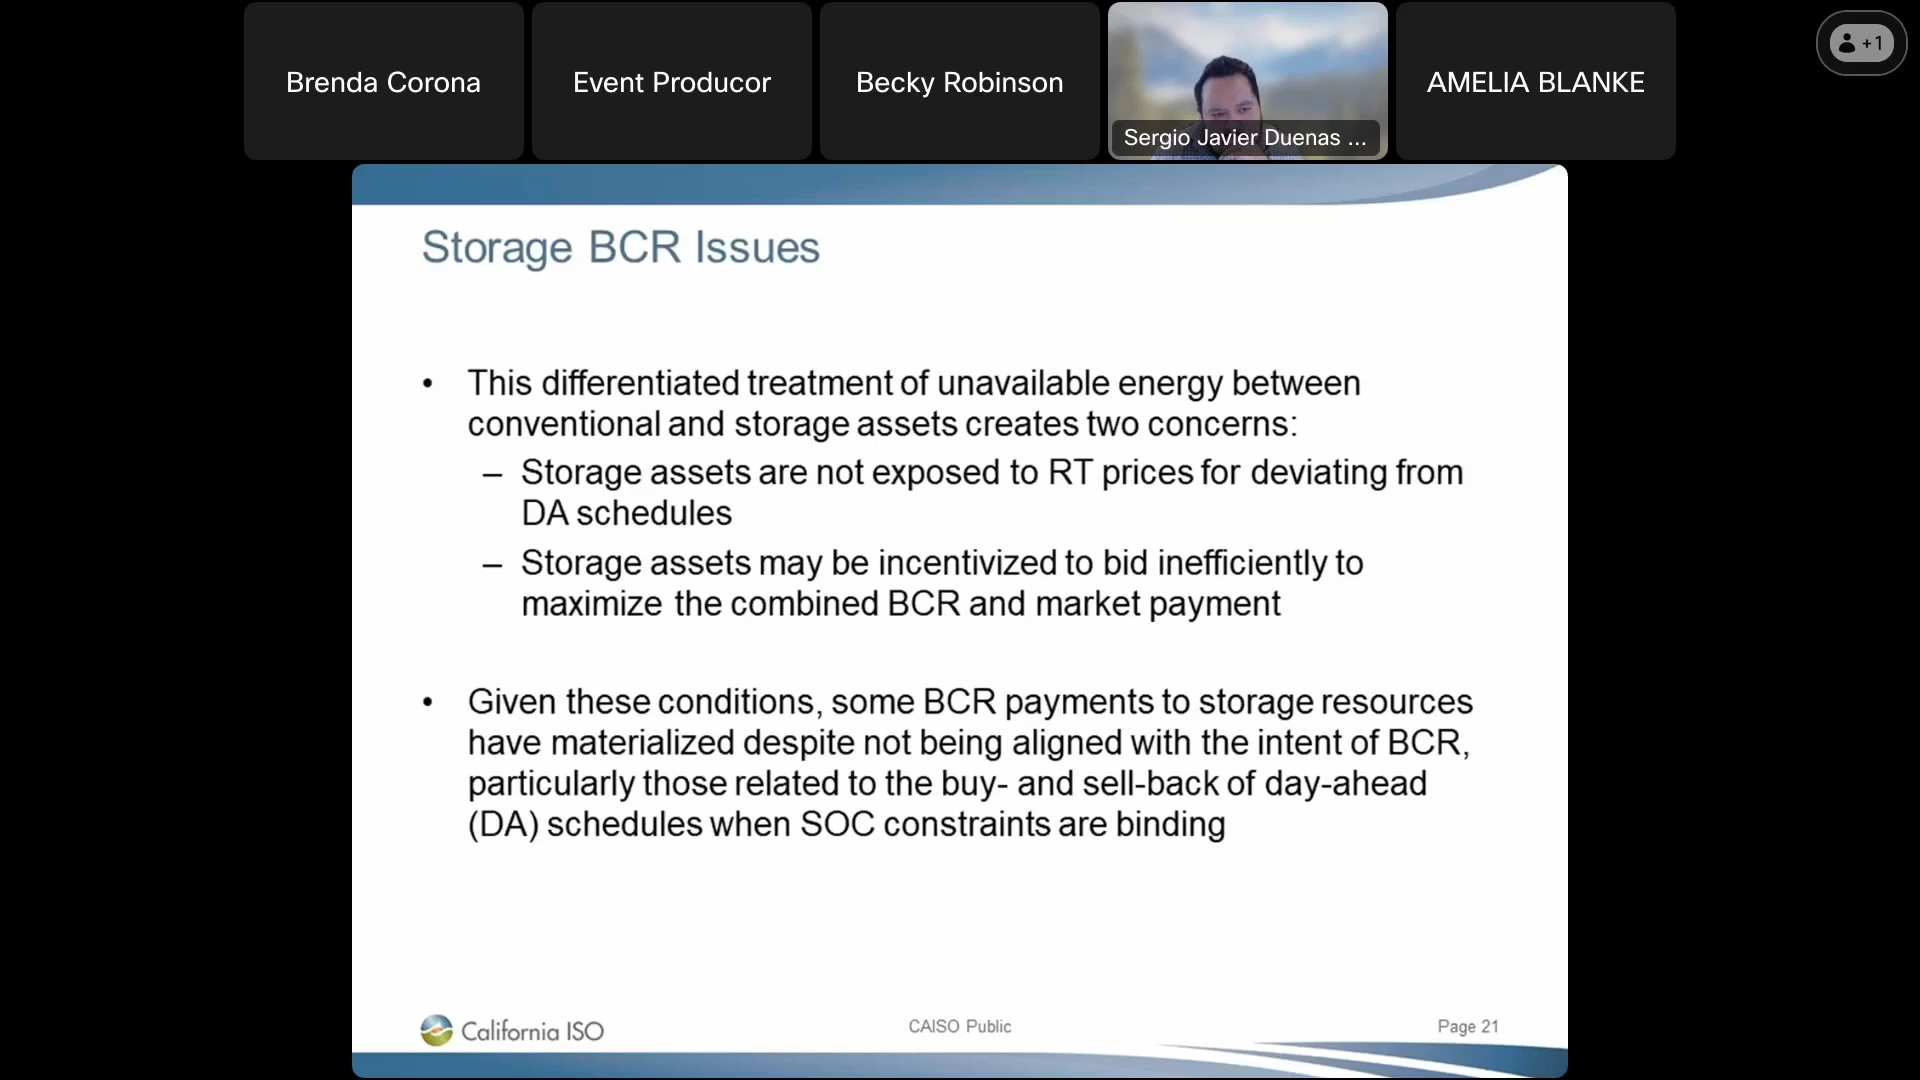 Brenda Corona
Event Producor
Becky Robinson
Sergio Javier Duenas ...
AMELIA BLANKE
+1
Storage BCR Issues
• This differentiated treatment of unavailable energy between
conventional and storage assets creates two concerns:
– Storage assets are not exposed to RT prices for deviating from
DA schedules
– Storage assets may be incentivized to bid inefficiently to
maximize the combined BCR and market payment
• Given these conditions, some BCR payments to storage resources
have materialized despite not being aligned with the intent of BCR,
particularly those related to the buy- and sell-back of day-ahead
(DA) schedules when SOC constraints are binding
California ISO
CAISO Public
Page 21